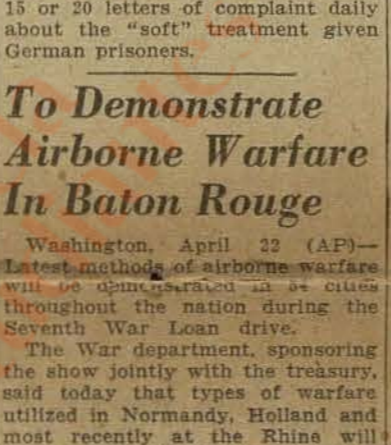 15 or 20 letters of complaint daily
about the "soft" treatment given
German prisoners.
To Demonstrate
Airborne Warfare
In Baton Rouge
Washington, April 22 (AP)—
Latest methods of airborne warfare
will be demonstrated in 54 cities
throughout the nation during the
Seventh War Loan drive.
The War department, sponsoring
the show jointly with the treasury,
said today that types of warfare
utilized in Normandy, Holland and
most recently at the Rhine will